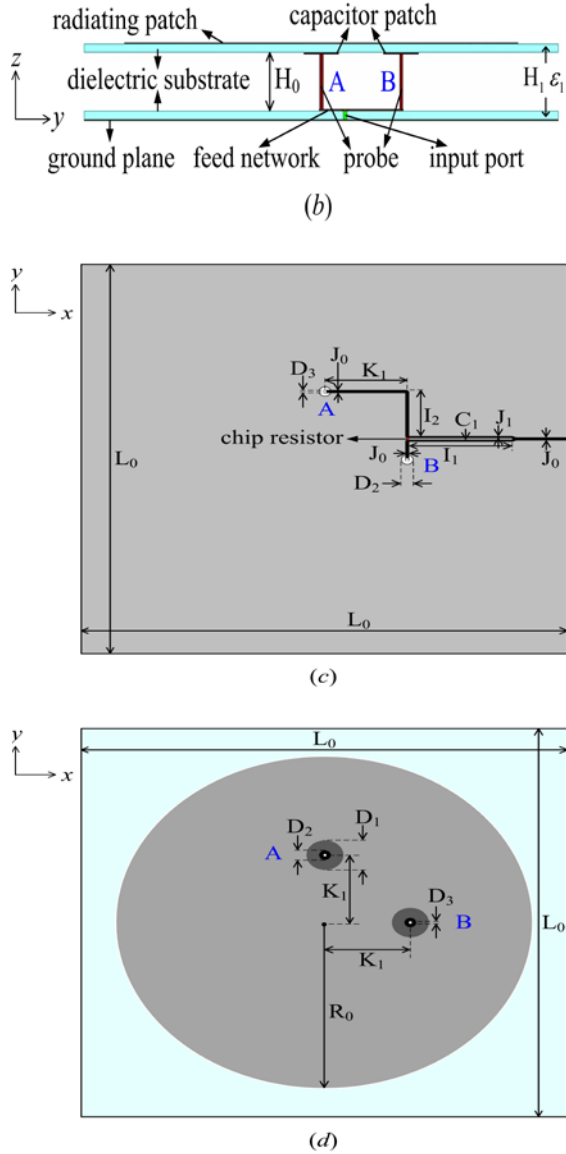 radiating patch
capacitor patch
z
dielectric substrate
H₀
A
B
H₁ ε₁
y
ground plane
feed network
probe
input port
(b)
y
x
D₃
J₀
K₁
A
I₂
C₁
J₁
chip resistor
L₀
J₀
B
I₁
J₀
D₂
L₀
(c)
y
x
L₀
D₂
D₁
A
K₁
D₃
B
L₀
K₁
R₀
(d)